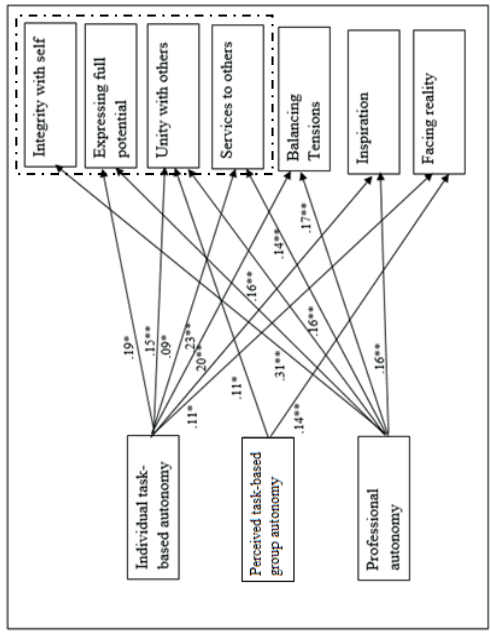 Integrity with self
Expressing full
potential
Unity with others
Services to others
Balancing
Tensions
Inspiration
Facing reality
.19*
.15**
.09*
.23**
.20**
.11*
.11*
.14**
.16**
.14**
.17**
.31**
.16**
.16**
Individual task-
based autonomy
Perceived task-based
group autonomy
Professional
autonomy